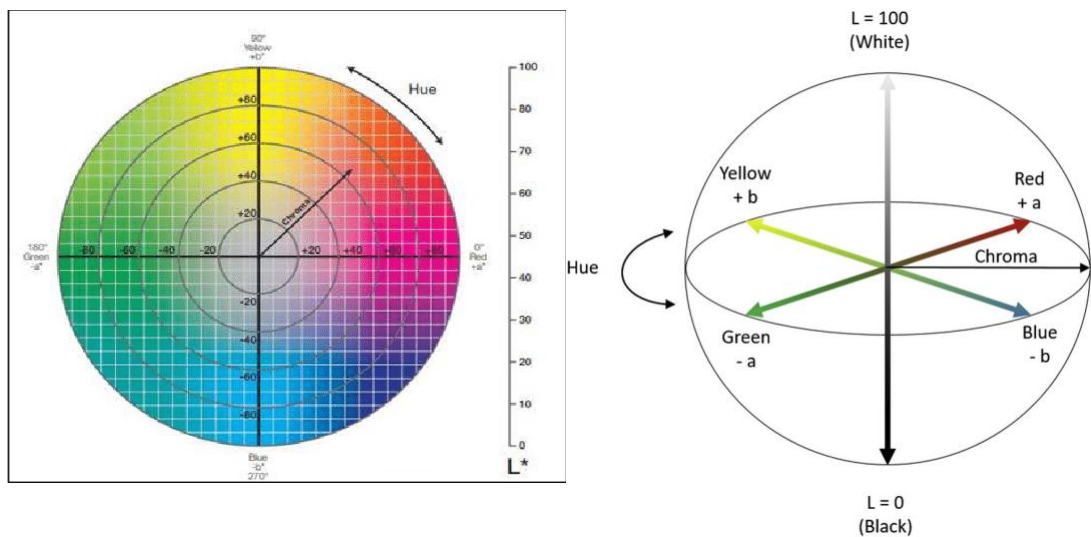 90°
Yellow
+b*
Hue
100
80
70
60
50
40
30
20
10
0
L*
+80
+60
+40
+20
Chroma
180°
Green
-a*
-80
-60
-40
-20
+20
+40
+60
+80
0°
Red
+a*
-20
-40
-60
-80
Blue
-b*
270°
L = 100
(White)
Yellow
+ b
Red
+ a
Hue
Chroma
Green
- a
Blue
- b
L = 0
(Black)